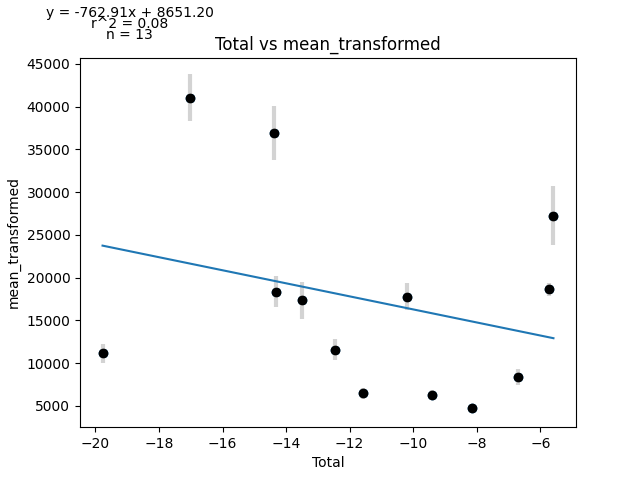 y = -762.91x + 8651.20
r^2 = 0.08
n = 13
Total vs mean_transformed
45000
40000
35000
30000
25000
20000
15000
10000
5000
mean_transformed
−20
−18
−16
−14
−12
−10
−8
−6
Total